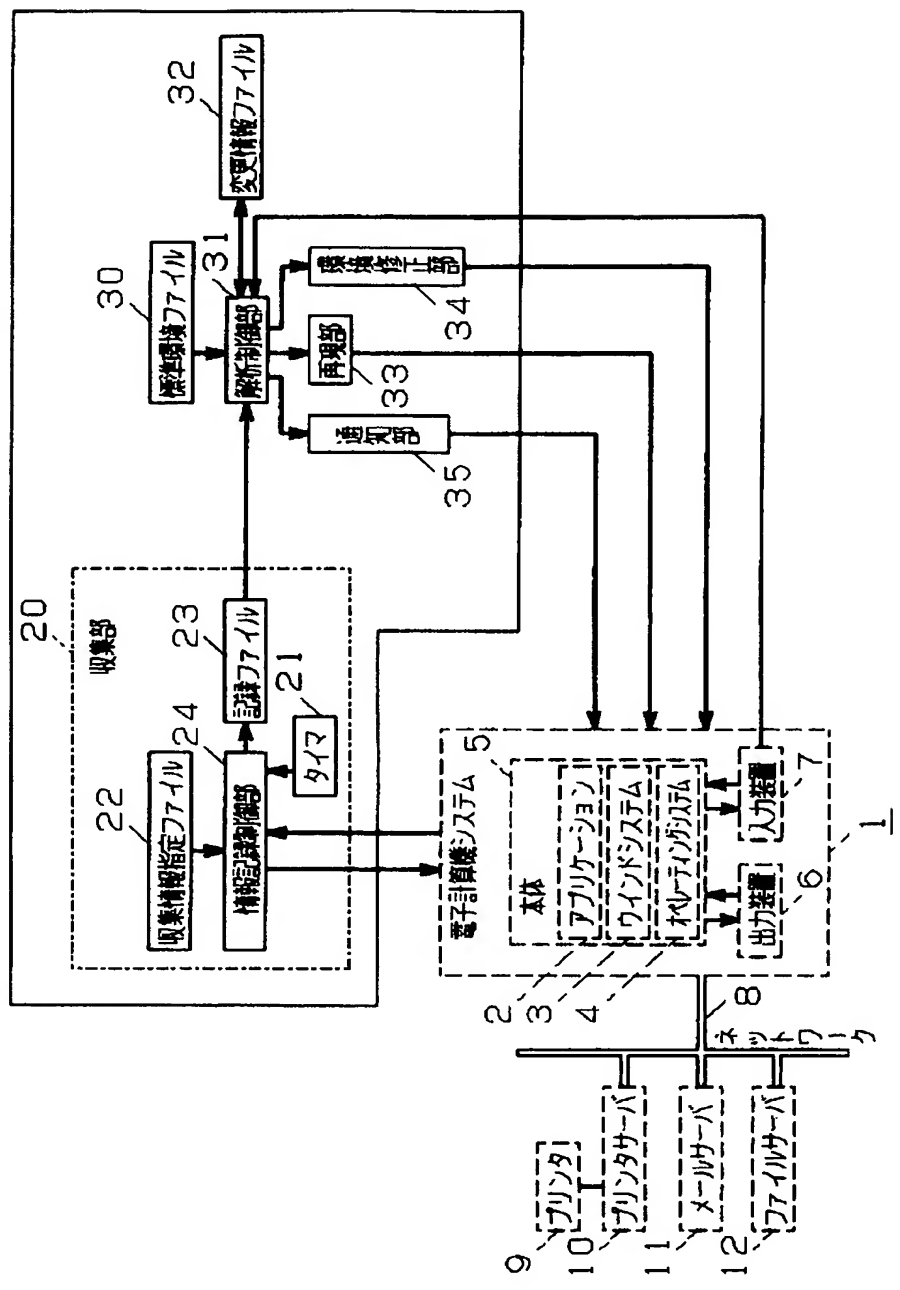 20
収集部
22
収集情報指定ファイル
24
情報記録制御部
23
記録ファイル
21
タイマ
30
標準環境ファイル
31
解析制御部
32
変更情報ファイル
35
通知部
33
再現部
34
環境修正部
電子計算機システム
5
本体
アプリケーション
ウインドシステム
オペレーティングシステム
2
3
4
出力装置
6
入力装置
7
1
8
ネットワーク
プリンタ
9
プリンタサーバ
10
メールサーバ
11
ファイルサーバ
12